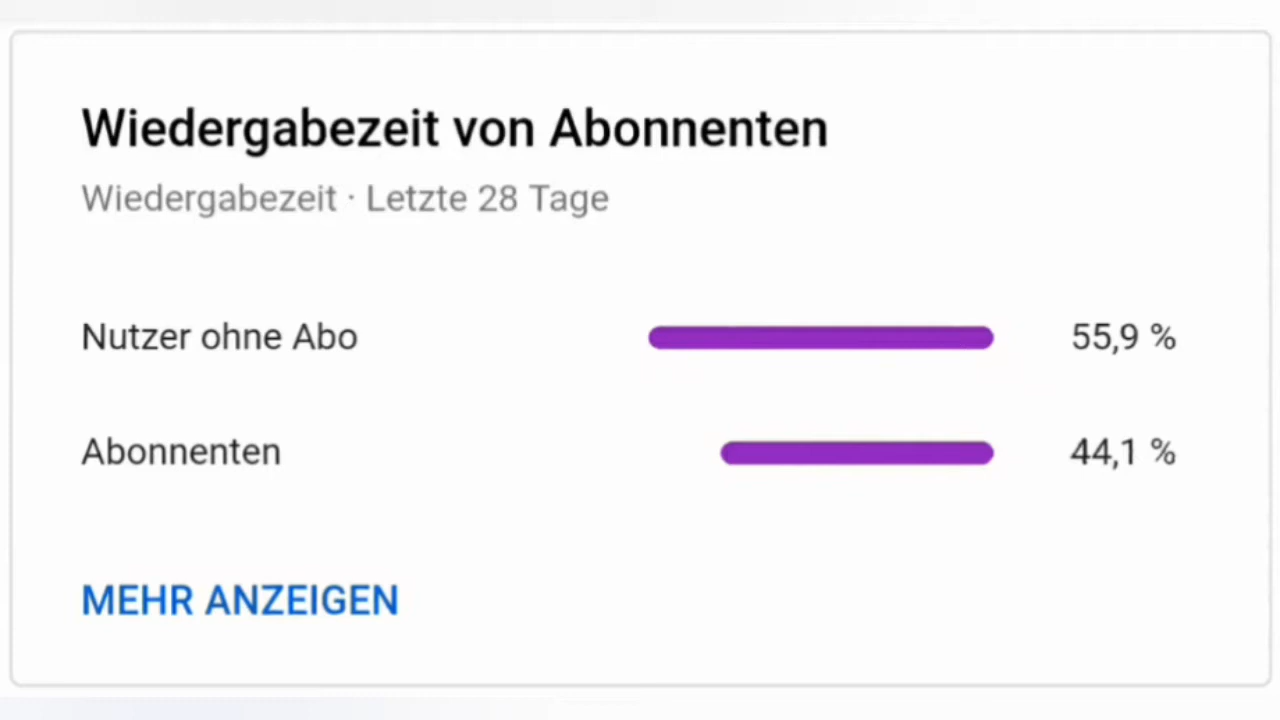 Wiedergabezeit von Abonnenten
Wiedergabezeit · Letzte 28 Tage
Nutzer ohne Abo 55,9 %
Abonnenten 44,1 %
MEHR ANZEIGEN